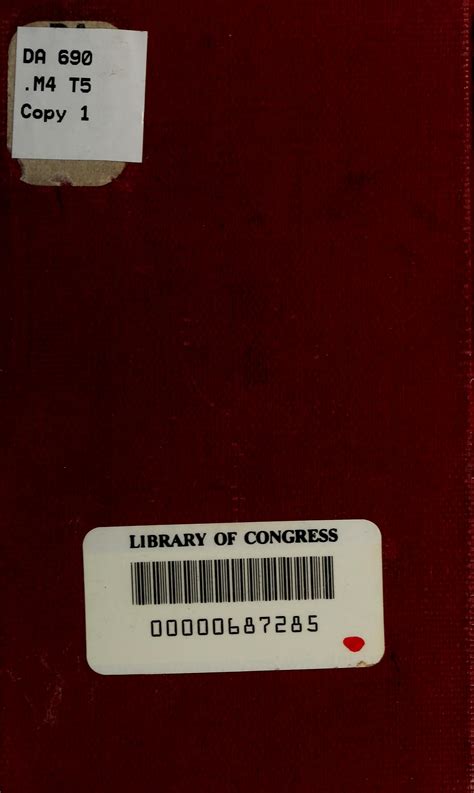 DA 690
.M4 T5
Copy 1
LIBRARY OF CONGRESS
00000687285